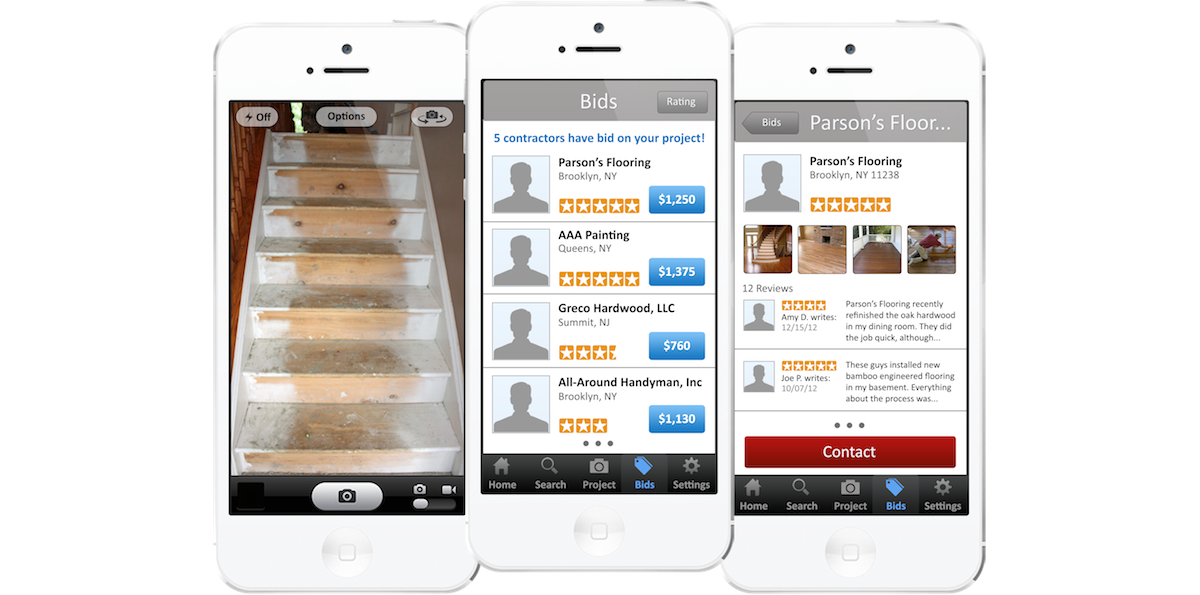 Off
Options
Bids
Rating
5 contractors have bid on your project!
Parson's Flooring
Brooklyn, NY
$1,250
AAA Painting
Queens, NY
$1,375
Greco Hardwood, LLC
Summit, NJ
$760
All-Around Handyman, Inc
Brooklyn, NY
$1,130
Home Search Project Bids Settings
Bids
Parson's Floor...
Parson's Flooring
Brooklyn, NY 11238
12 Reviews
Amy D. writes:
12/15/12
Parson's Flooring recently
refinished the oak hardwood
in my dining room. They did
the job quick, although...
Joe P. writes:
10/07/12
These guys installed new
bamboo engineered flooring
in my basement. Everything
about the process was...
Contact
Home Search Project Bids Settings